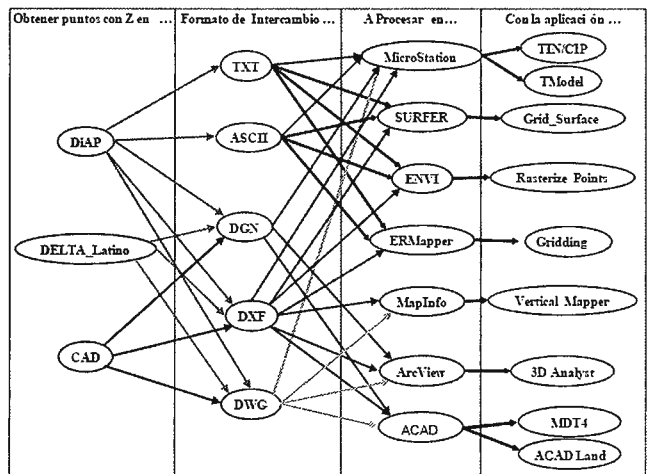 Obtener puntos con Z en ...
Formato de Intercambio ...
A Procesar en...
Con la aplicación ...
DiAP
DELTA_Latino
CAD
TXT
ASCII
DGN
DXF
DWG
MicroStation
SURFER
ENVI
ERMapper
MapInfo
ArcView
ACAD
TIN/CIP
TModel
Grid_Surface
Rasterize Points
Gridding
Vertical Mapper
3D Analyst
MDT4
ACAD Land